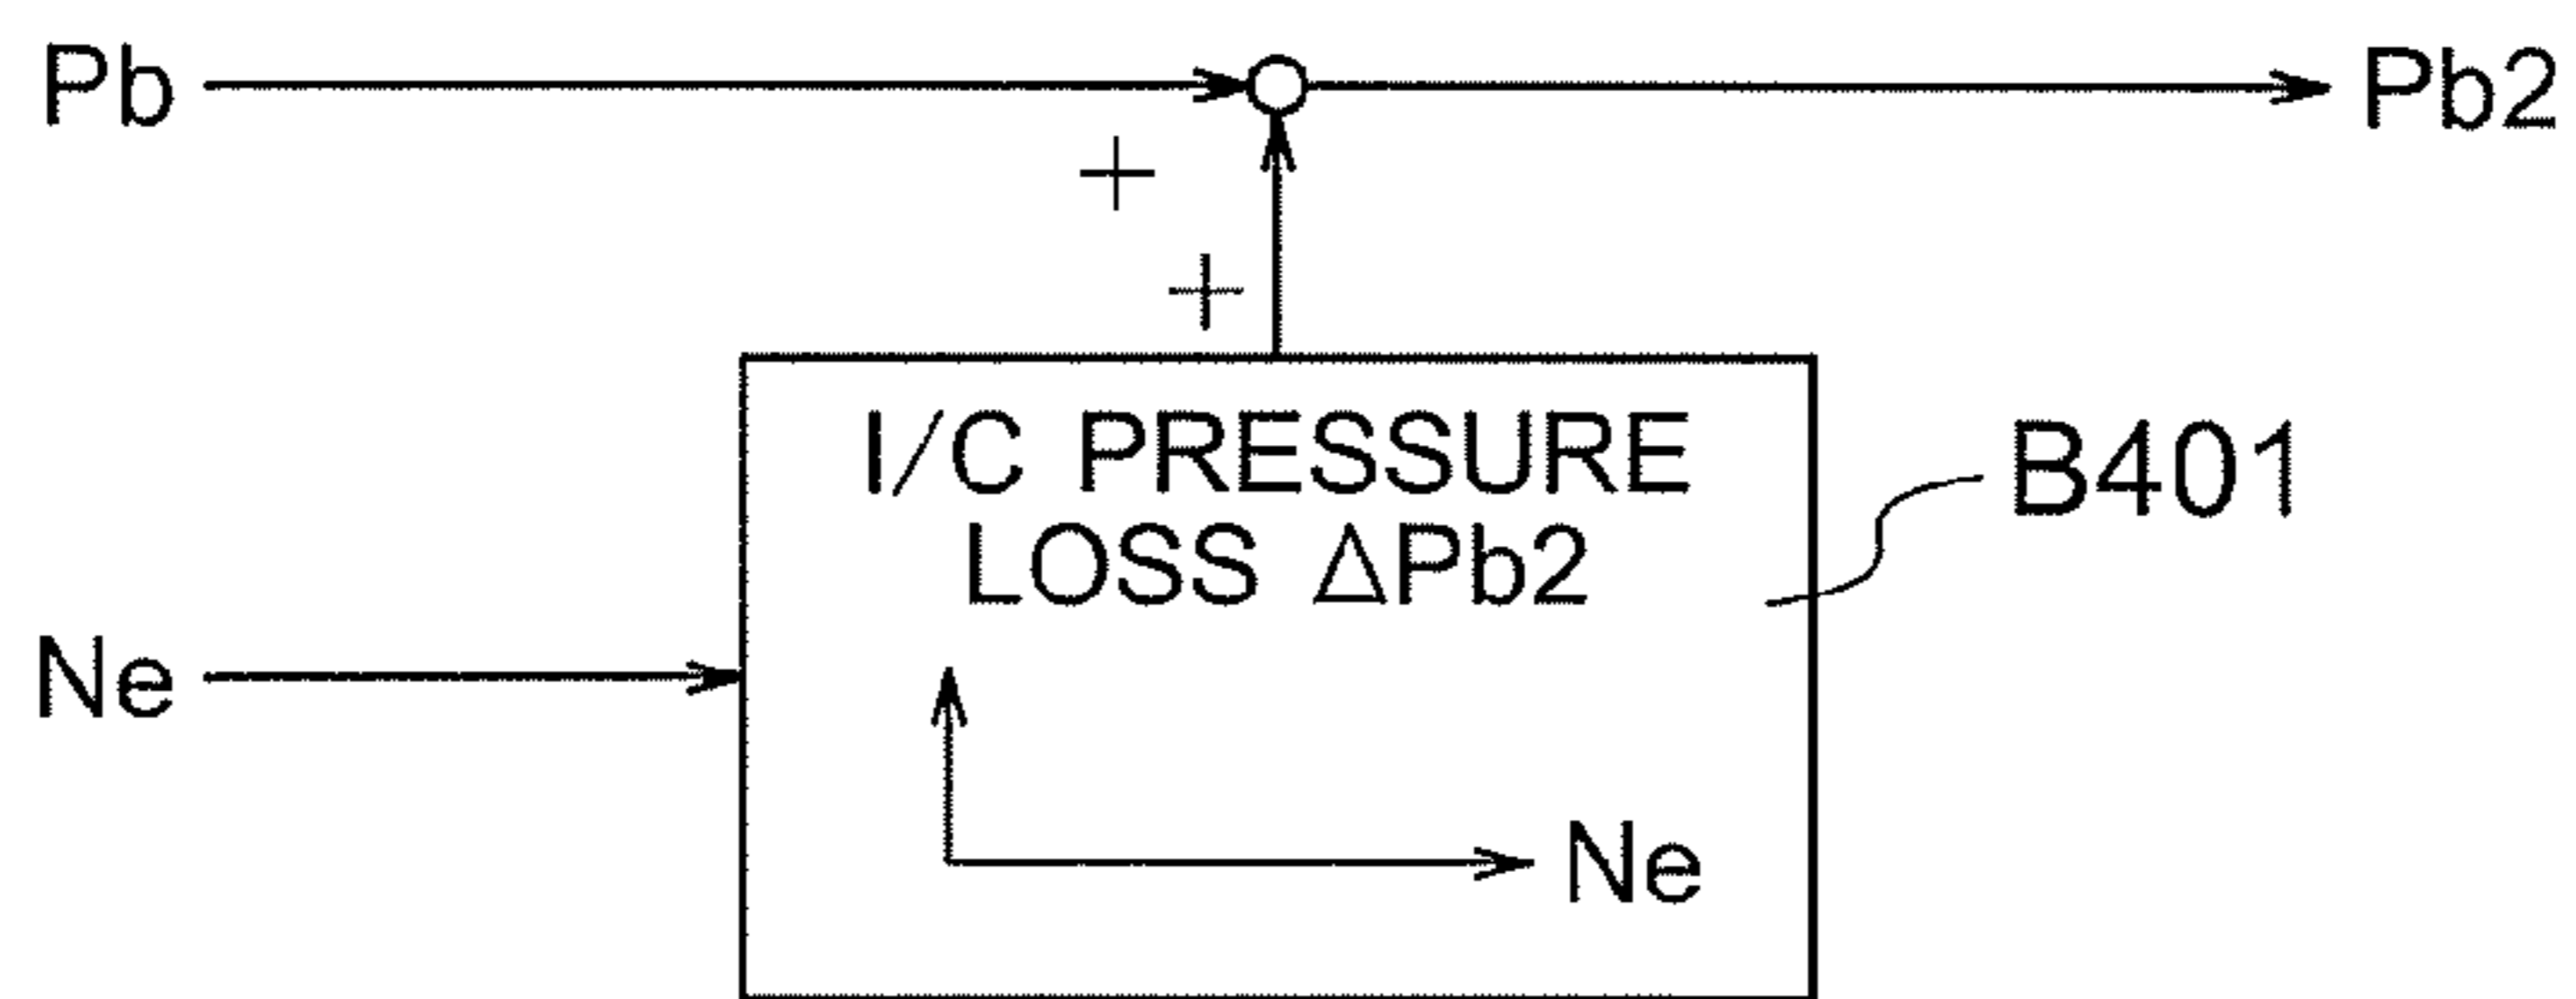 Pb
Pb2
+
+
I/C PRESSURE
LOSS ΔPb2
B401
Ne
Ne